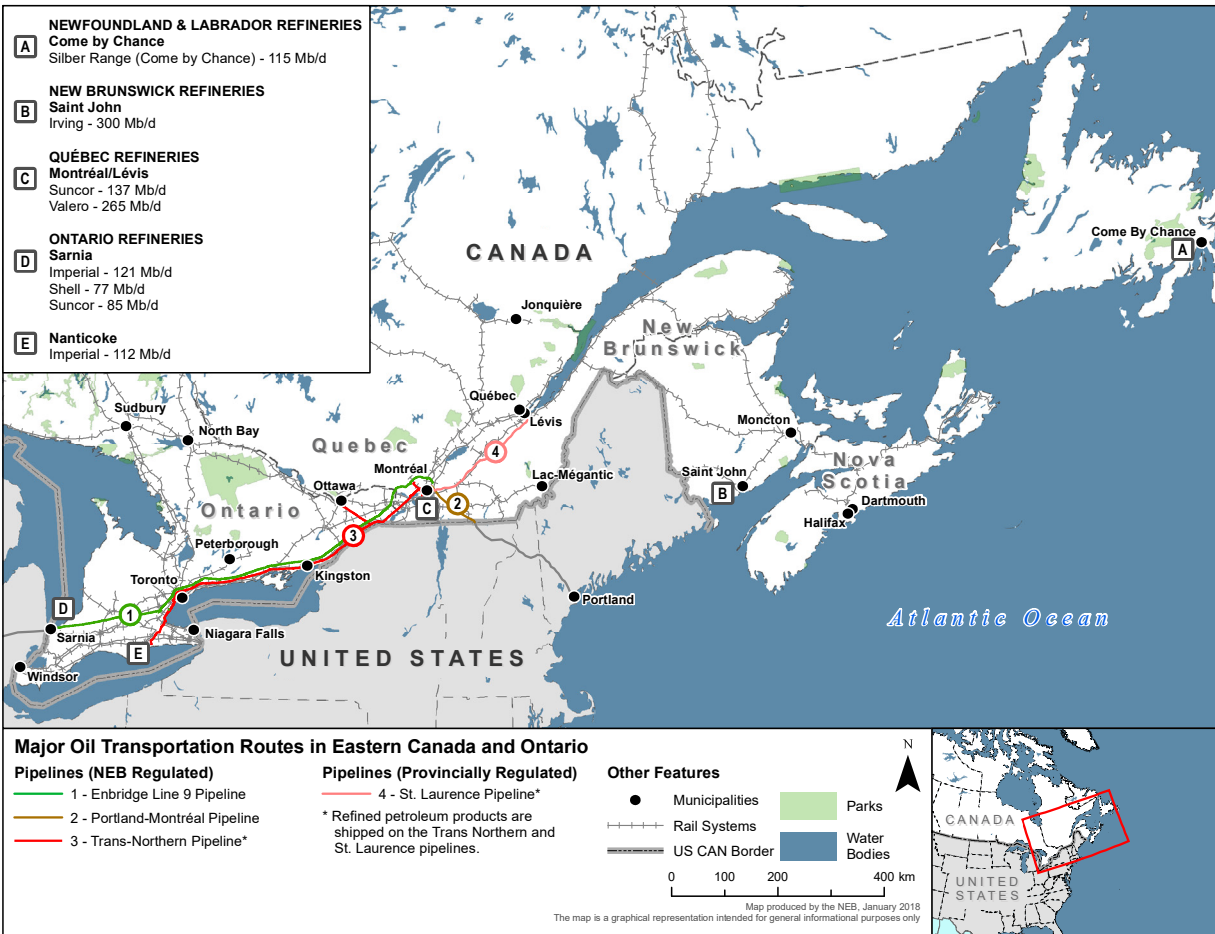 NEWFOUNDLAND & LABRADOR REFINERIES
A
Come by Chance
Silber Range (Come by Chance) - 115 Mb/d
NEW BRUNSWICK REFINERIES
B
Saint John
Irving - 300 Mb/d
QUÉBEC REFINERIES
C
Montréal/Lévis
Suncor - 137 Mb/d
Valero - 265 Mb/d
ONTARIO REFINERIES
D
Sarnia
Imperial - 121 Mb/d
Shell - 77 Mb/d
Suncor - 85 Mb/d
E
Nanticoke
Imperial - 112 Mb/d
Come By Chance
A
CANADA
Jonquière
New
Brunswick
Québec
Lévis
Sudbury
North Bay
Moncton
Quebec
4
Montréal
Nova
Scotia
Lac-Mégantic
Saint John
B
Ottawa
C
2
Dartmouth
Halifax
Ontario
3
Peterborough
Kingston
Toronto
Portland
D
1
Atlantic Ocean
Sarnia
Niagara Falls
E
UNITED STATES
Windsor
Major Oil Transportation Routes in Eastern Canada and Ontario
Pipelines (NEB Regulated)
1 - Enbridge Line 9 Pipeline
2 - Portland-Montréal Pipeline
3 - Trans-Northern Pipeline*
Pipelines (Provincially Regulated)
4 - St. Laurence Pipeline*
* Refined petroleum products are
shipped on the Trans Northern and
St. Laurence pipelines.
Other Features
Municipalities
Rail Systems
US CAN Border
Parks
Water
Bodies
N
0 100 200 400 km
Map produced by the NEB, January 2018
The map is a graphical representation intended for general informational purposes only
CANADA
UNITED
STATES